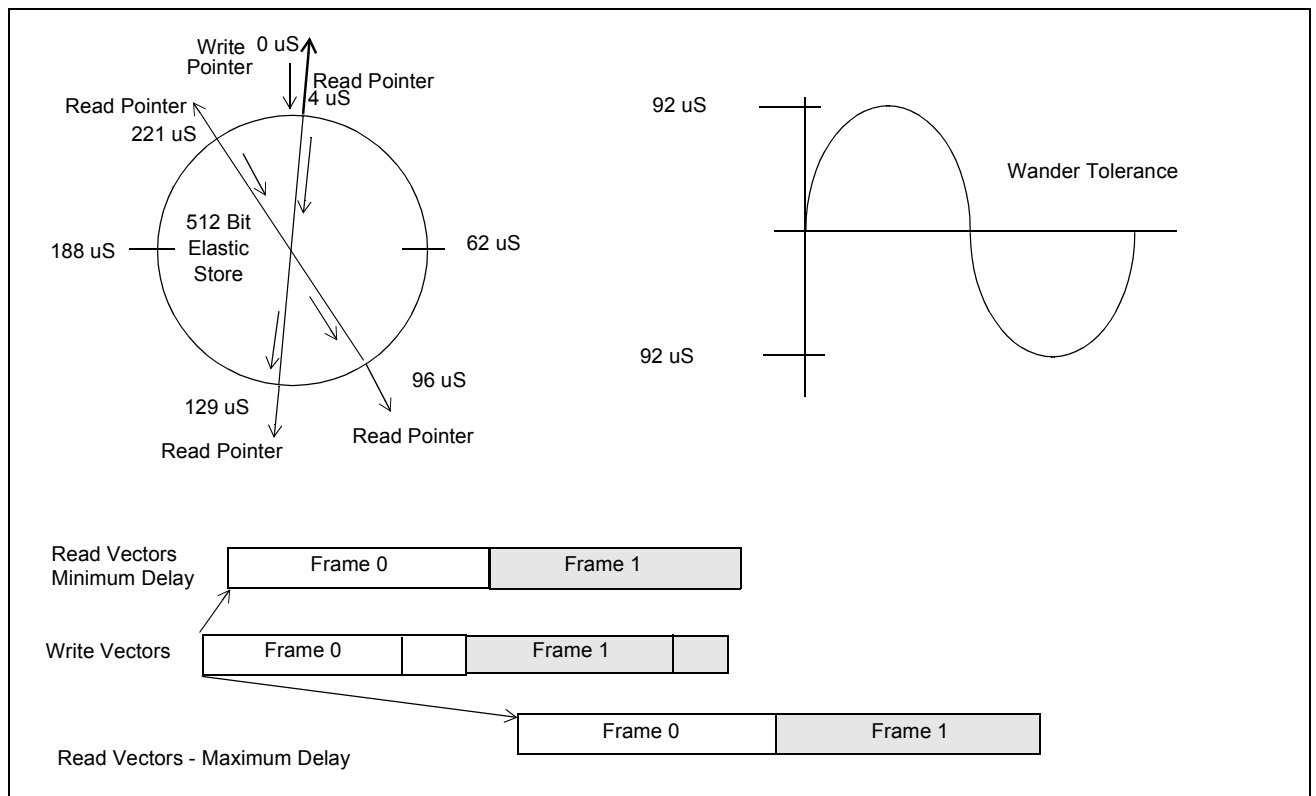 Write
Pointer
0 uS
Read Pointer
4 uS
Read Pointer
221 uS
512 Bit
Elastic
Store
188 uS
62 uS
96 uS
Read Pointer
129 uS
Read Pointer
92 uS
Wander Tolerance
92 uS
Read Vectors
Minimum Delay
Frame 0
Frame 1
Write Vectors
Frame 0
Frame 1
Frame 0
Frame 1
Read Vectors - Maximum Delay